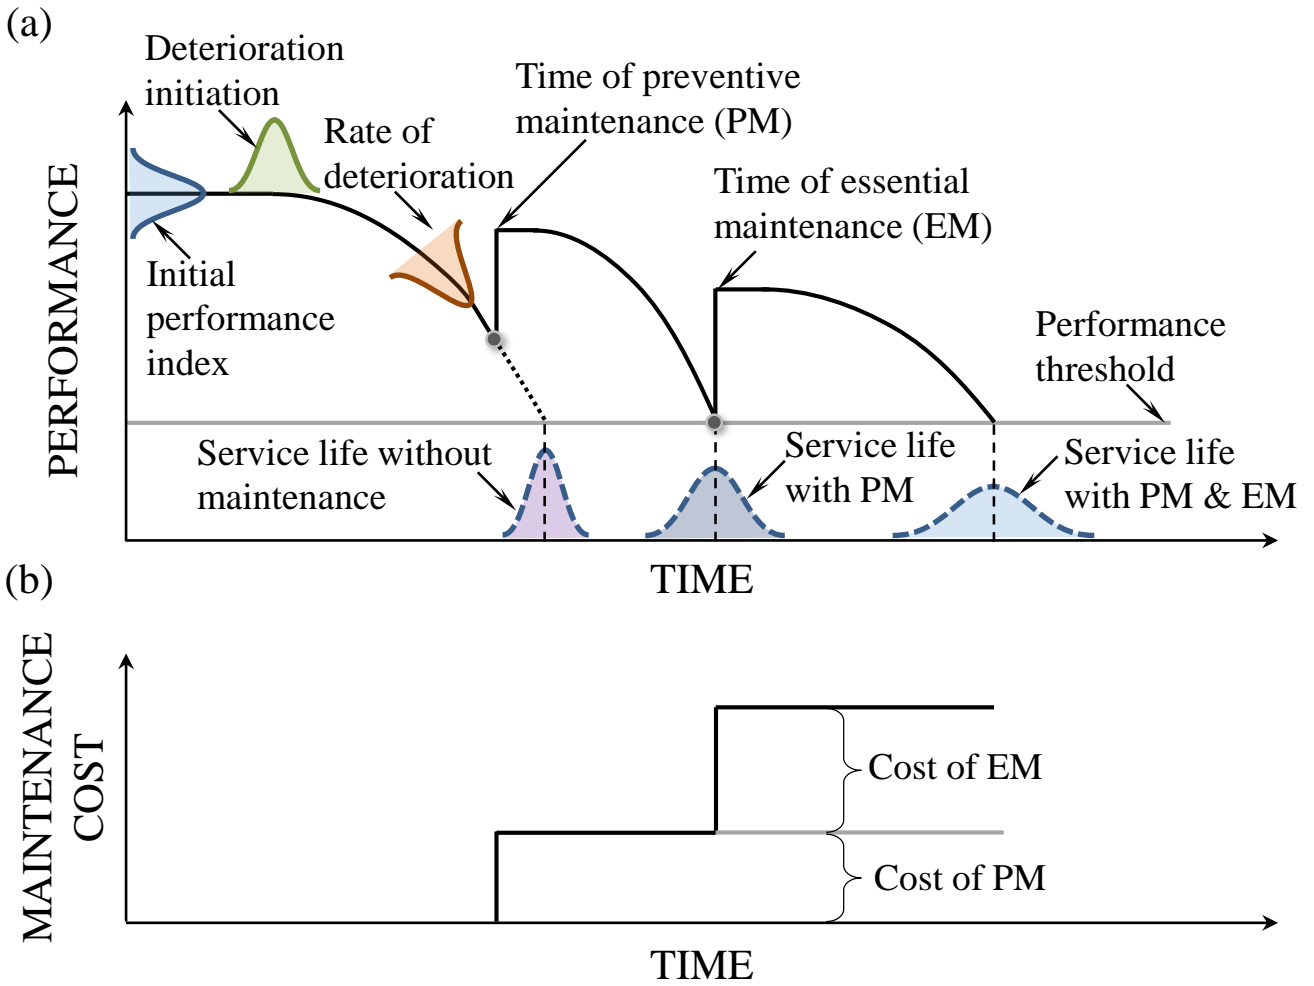 (a)
Deterioration
initiation
Rate of
deterioration
Time of preventive
maintenance (PM)
Time of essential
maintenance (EM)
Initial
performance
index
Performance
threshold
PERFORMANCE
Service life without
maintenance
Service life
with PM
Service life
with PM & EM
TIME
(b)
MAINTENANCE
COST
Cost of EM
Cost of PM
TIME